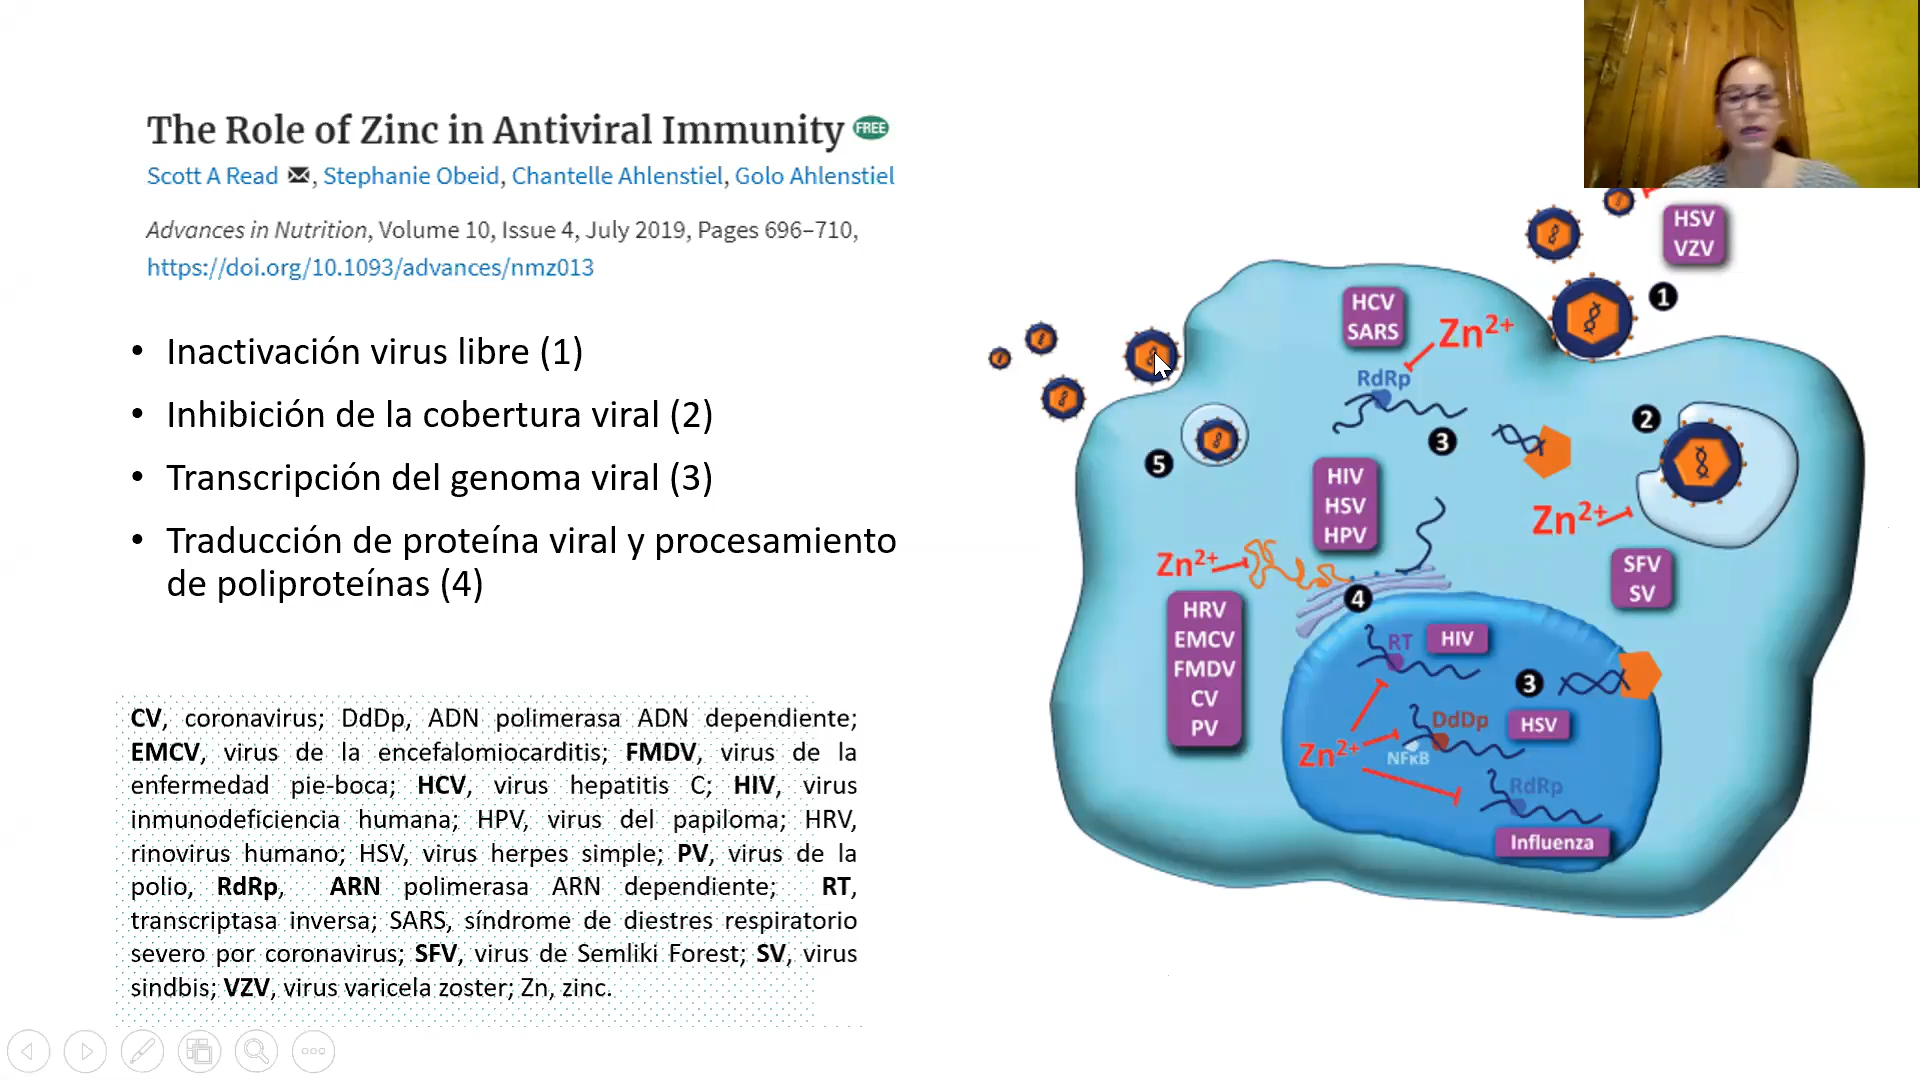 The Role of Zinc in Antiviral Immunity FREE
Scott A Read ✉, Stephanie Obeid, Chantelle Ahlenstiel, Golo Ahlenstiel
Advances in Nutrition, Volume 10, Issue 4, July 2019, Pages 696–710,
https://doi.org/10.1093/advances/nmz013
• Inactivación virus libre (1)
• Inhibición de la cobertura viral (2)
• Transcripción del genoma viral (3)
• Traducción de proteína viral y procesamiento
de poliproteínas (4)
CV, coronavirus; DdDp, ADN polimerasa ADN dependiente;
EMCV, virus de la encefalomiocarditis; FMDV, virus de la
enfermedad pie-boca; HCV, virus hepatitis C; HIV, virus
inmunodeficiencia humana; HPV, virus del papiloma; HRV,
rinovirus humano; HSV, virus herpes simple; PV, virus de la
polio, RdRp, ARN polimerasa ARN dependiente; RT,
transcriptasa inversa; SARS, síndrome de diestres respiratorio
severo por coronavirus; SFV, virus de Semliki Forest; SV, virus
sindbis; VZV, virus varicela zoster; Zn, zinc.
HSV
VZV
1
HCV
SARS
Zn2+
RdRp
3
2
5
HIV
HSV
HPV
Zn2+
SFV
SV
Zn2+
4
HRV
EMCV
FMDV
CV
PV
RT
HIV
3
DdDp
HSV
Zn2+
NFκB
RdRp
Influenza